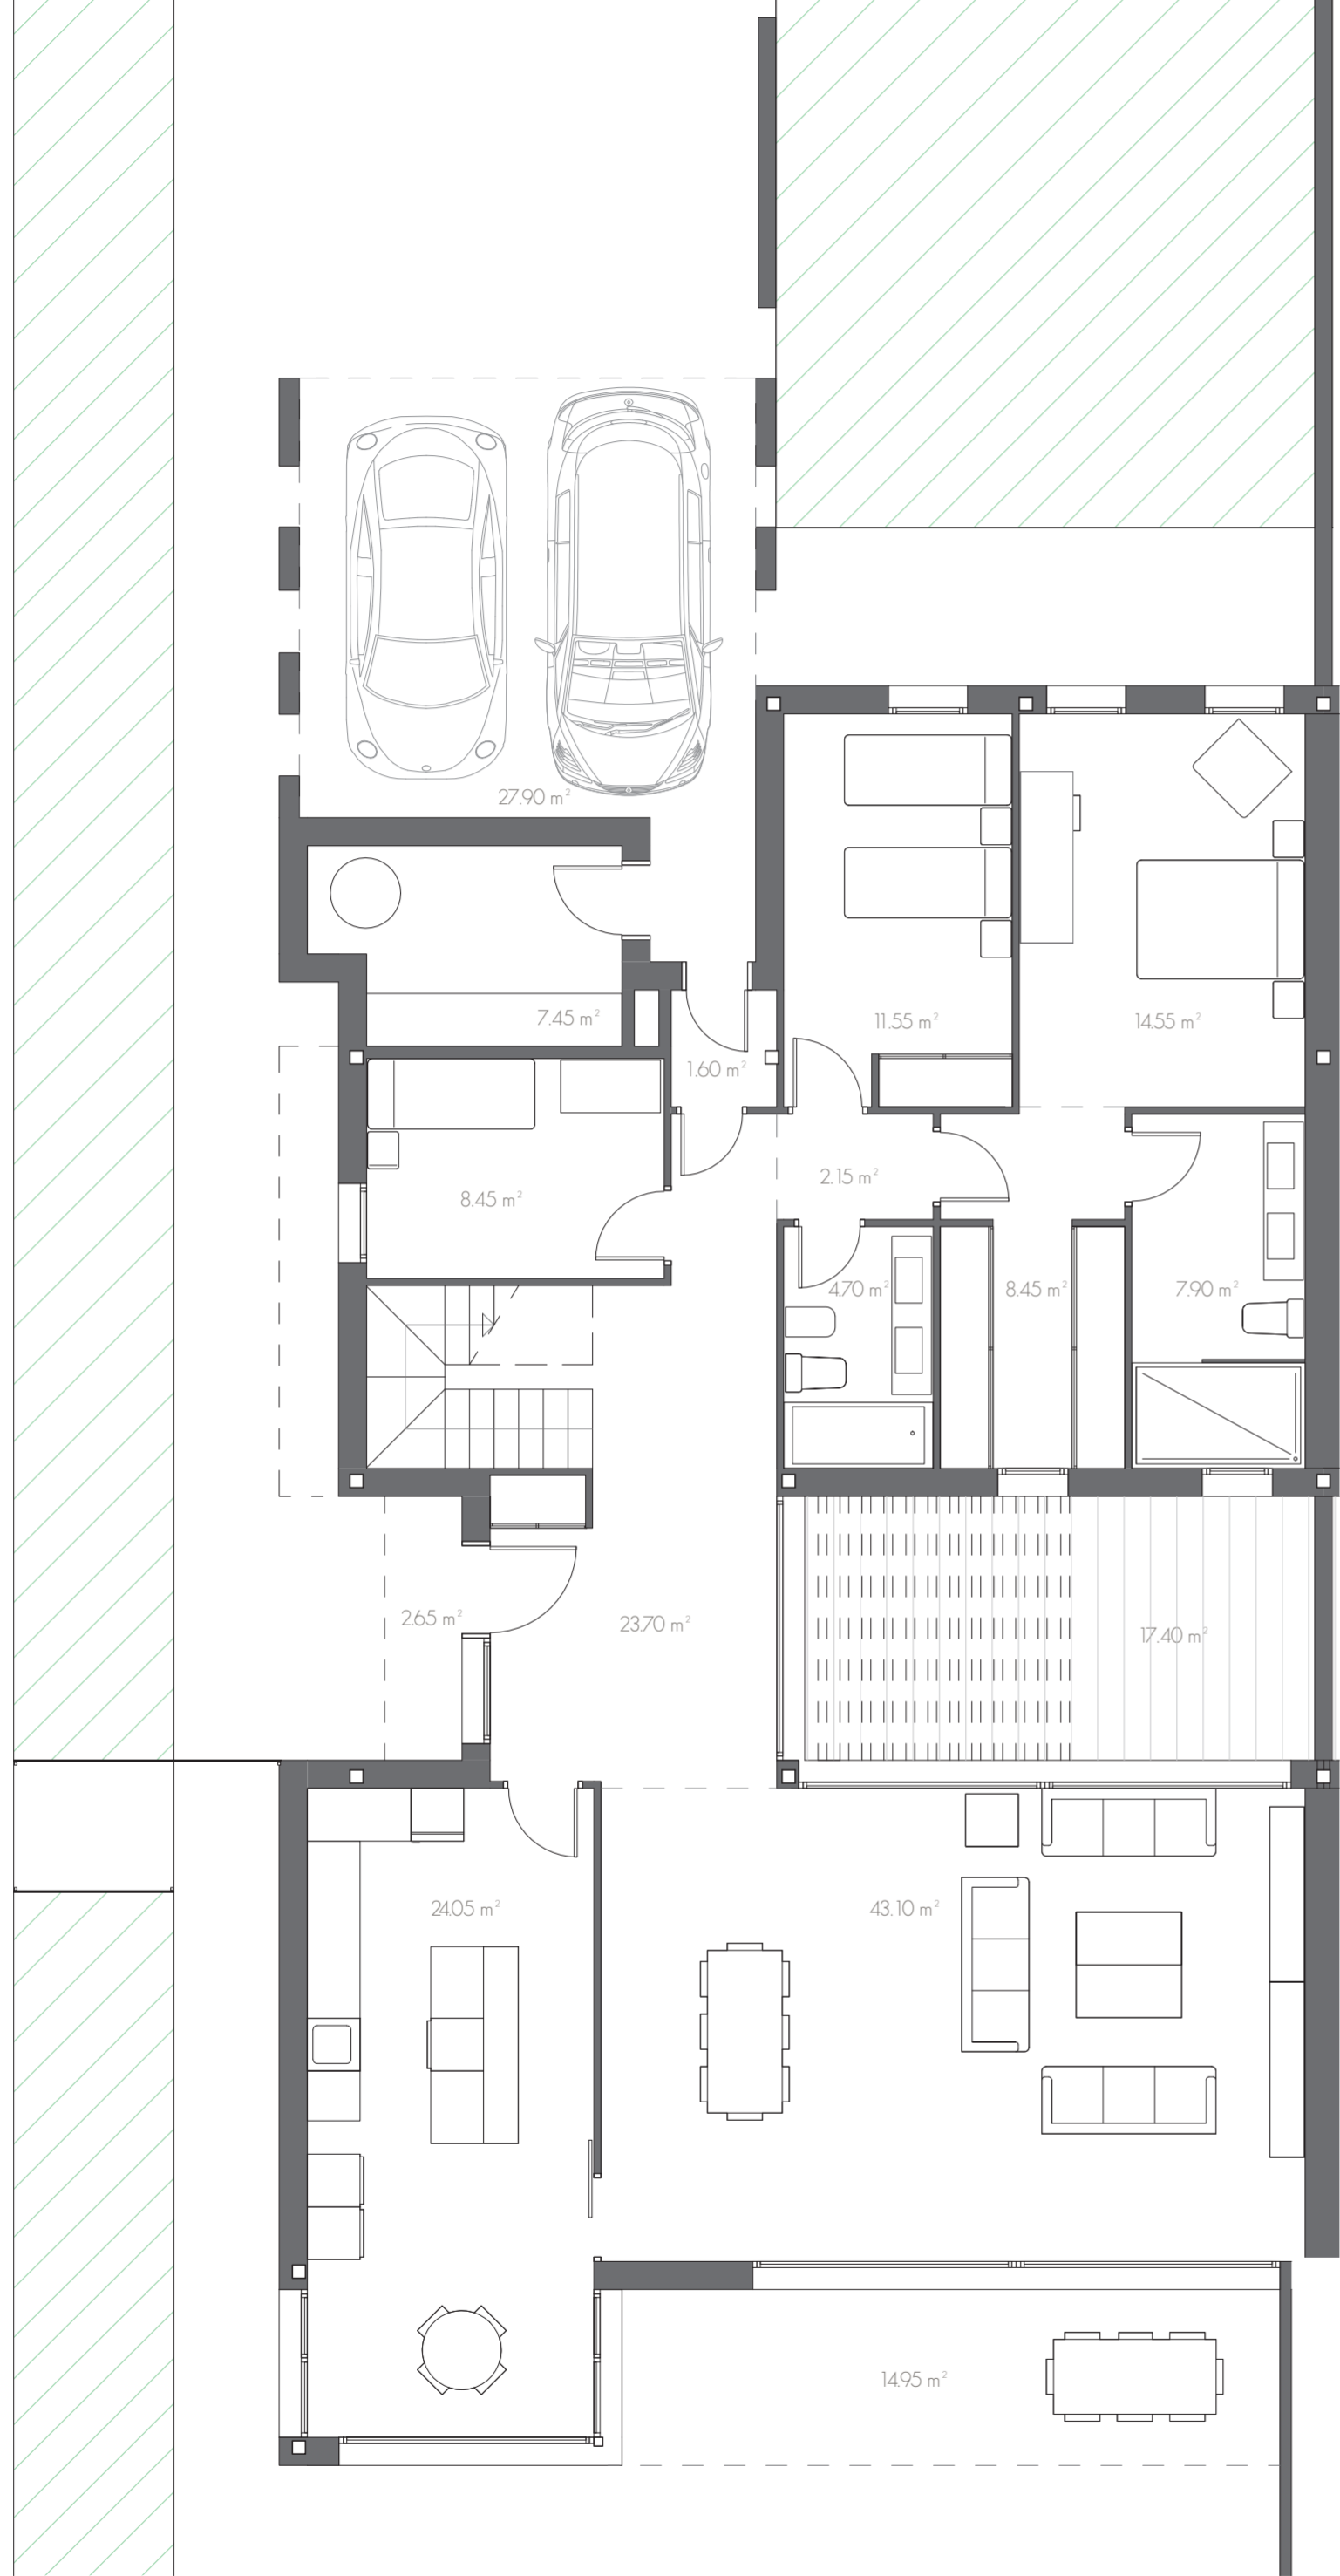 27.90 m²
7.45 m²
11.55 m²
14.55 m²
1.60 m²
2.15 m²
8.45 m²
4.70 m²
8.45 m²
7.90 m²
2.65 m²
23.70 m²
17.40 m²
24.05 m²
43.10 m²
14.95 m²